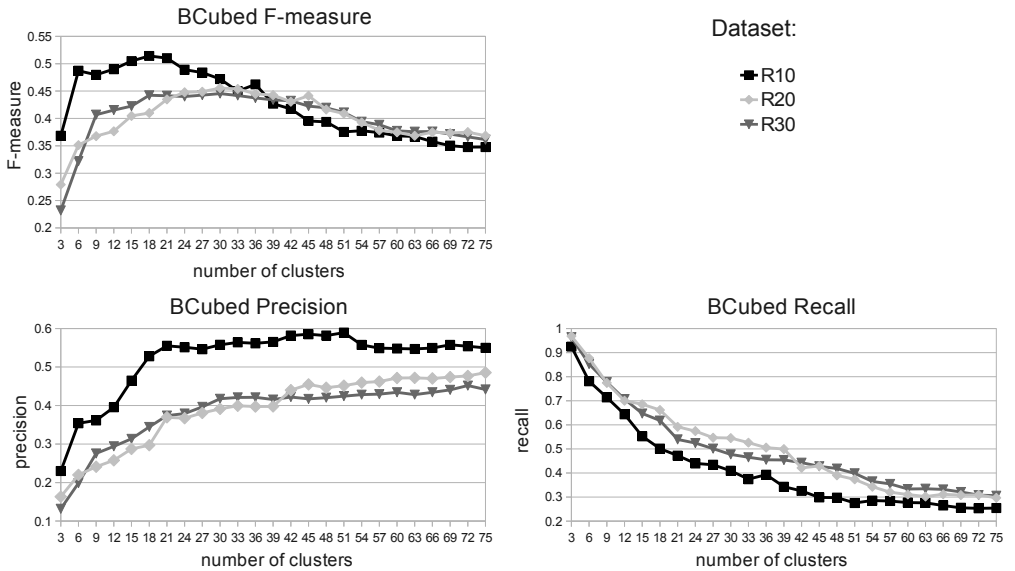 BCubed F-measure
0.55
0.5
0.45
0.4
0.35
0.3
0.25
0.2
F-measure
3 6 9 12 15 18 21 24 27 30 33 36 39 42 45 48 51 54 57 60 63 66 69 72 75
number of clusters
Dataset:
R10
R20
R30
BCubed Precision
0.6
0.5
0.4
0.3
0.2
0.1
precision
3 6 9 12 15 18 21 24 27 30 33 36 39 42 45 48 51 54 57 60 63 66 69 72 75
number of clusters
BCubed Recall
1
0.9
0.8
0.7
0.6
0.5
0.4
0.3
0.2
recall
3 6 9 12 15 18 21 24 27 30 33 36 39 42 45 48 51 54 57 60 63 66 69 72 75
number of clusters